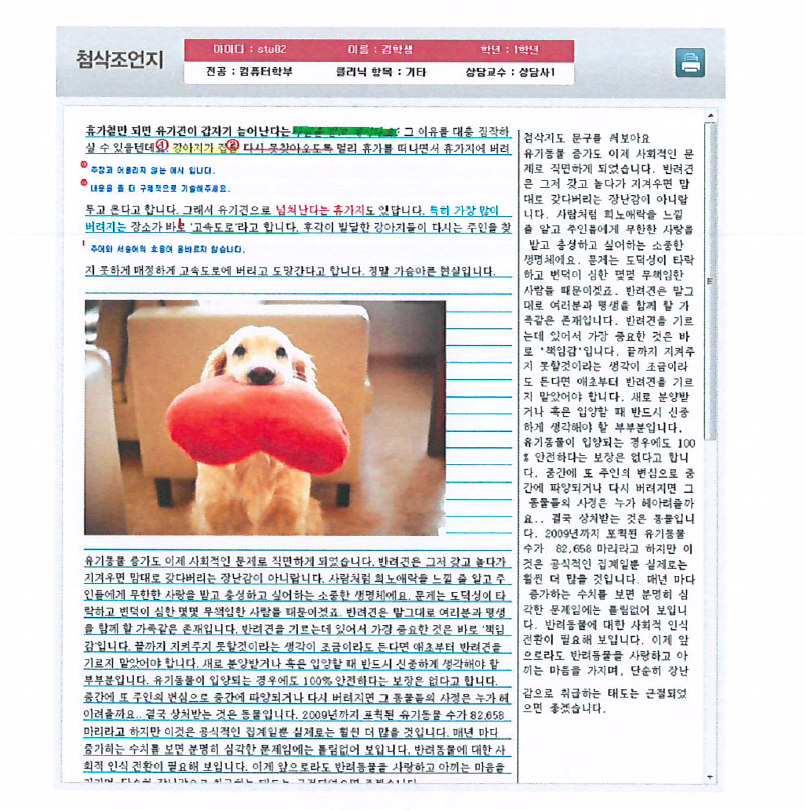 첨삭조언지
아이디 : stu02 이름 : 김학생 학년 : 1학년
전공 : 컴퓨터학부 클리닉 항목 : 기타 상담교수 : 상담사1
휴가철만 되면 유기견이 갑자기 늘어난다는 그 이유를 대충 짐작하
실 수 있을텐데요. ① 강아지가 집을 ② 다시 못찾아오도록 멀리 휴가를 떠나면서 휴가지에 버려
주장과 어울리지 않는 예시 입니다.
내용을 좀 더 구체적으로 기술해주세요.
두고 온다고 합니다. 그래서 유기견으로 넘쳐난다는 휴가지도 있답니다. 특히 가장 많이
버려지는 장소가 바로 '고속도로'라고 합니다. 후각이 발달한 강아지들이 다시는 주인을 찾
주어와 서술어의 호응이 올바르지 않습니다.
지 못하게 매정하게 고속도로에 버리고 도망간다고 합니다. 정말 가슴아픈 현실입니다.
유기동물 증가도 이제 사회적인 문제로 직면하게 되었습니다. 반려견은 그저 갖고 놀다가
지겨우면 맘대로 갖다버리는 장난감이 아니랍니다. 사람처럼 희노애락을 느낄 줄 알고 주
인들에게 무한한 사랑을 받고 충성하고 싶어하는 소중한 생명체에요. 문제는 도덕성이 타
락하고 변덕이 심한 몇몇 무책임한 사람들 때문이겠죠. 반려견은 말그대로 여러분과 평생
을 함께 할 가족같은 존재입니다. 반려견을 기르는데 있어서 가장 중요한 것은 바로 '책임
감'입니다. 끝까지 지켜주지 못할것이라는 생각이 조금이라도 든다면 애초부터 반려견을
기르지 말았어야 합니다. 새로 분양받거나 혹은 입양할 때 반드시 신중하게 생각해야 할
부부분입니다. 유기동물이 입양되는 경우에도 100% 안전하다는 보장은 없다고 합니다.
중간에 또 주인의 변심으로 중간에 파양되거나 다시 버려지면 그 동물들의 사정은 누가 헤
아려줄까요.. 결국 상처받는 것은 동물입니다. 2009년까지 포획된 유기동물 수가 82,658
마리라고 하지만 이것은 공식적인 집계일뿐 실제로는 훨씬 더 많을 것입니다. 매년 마다
증가하는 수치를 보면 분명히 심각한 문제임에는 틀림없어 보입니다. 반려동물에 대한 사
회적 인식 전환이 필요해 보입니다. 이제 앞으로라도 반려동물을 사랑하고 아끼는 마음을
가지며, 단순히 장난감으로 취급하는 태도는 근절되었으면 좋겠습니다.
첨삭지도 문구를 써보아요
유기동물 증가도 이제 사회적인 문
제로 직면하게 되었습니다. 반려견
은 그저 갖고 놀다가 지겨우면 맘
대로 갖다버리는 장난감이 아니랍
니다. 사람처럼 희노애락을 느낄
줄 알고 주인들에게 무한한 사랑을
받고 충성하고 싶어하는 소중한
생명체에요. 문제는 도덕성이 타락
하고 변덕이 심한 몇몇 무책임한
사람들 때문이겠죠. 반려견은 말그
대로 여러분과 평생을 함께 할 가
족같은 존재입니다. 반려견을 기르
는데 있어서 가장 중요한 것은 바
로 '책임감'입니다. 끝까지 지켜주
지 못할것이라는 생각이 조금이라
도 든다면 애초부터 반려견을 기르
지 말았어야 합니다. 새로 분양받
거나 혹은 입양할 때 반드시 신중
하게 생각해야 할 부부분입니다.
유기동물이 입양되는 경우에도 100
% 안전하다는 보장은 없다고 합니
다. 중간에 또 주인의 변심으로 중
간에 파양되거나 다시 버려지면 그
동물들의 사정은 누가 헤아려줄까
요.. 결국 상처받는 것은 동물입니
다. 2009년까지 포획된 유기동물
수가 82,658 마리라고 하지만 이
것은 공식적인 집계일뿐 실제로는
훨씬 더 많을 것입니다. 매년 마다
증가하는 수치를 보면 분명히 심
각한 문제임에는 틀림없어 보입니
다. 반려동물에 대한 사회적 인식
전환이 필요해 보입니다. 이제 앞
으로라도 반려동물을 사랑하고 아
끼는 마음을 가지며, 단순히 장난
감으로 취급하는 태도는 근절되었
으면 좋겠습니다.